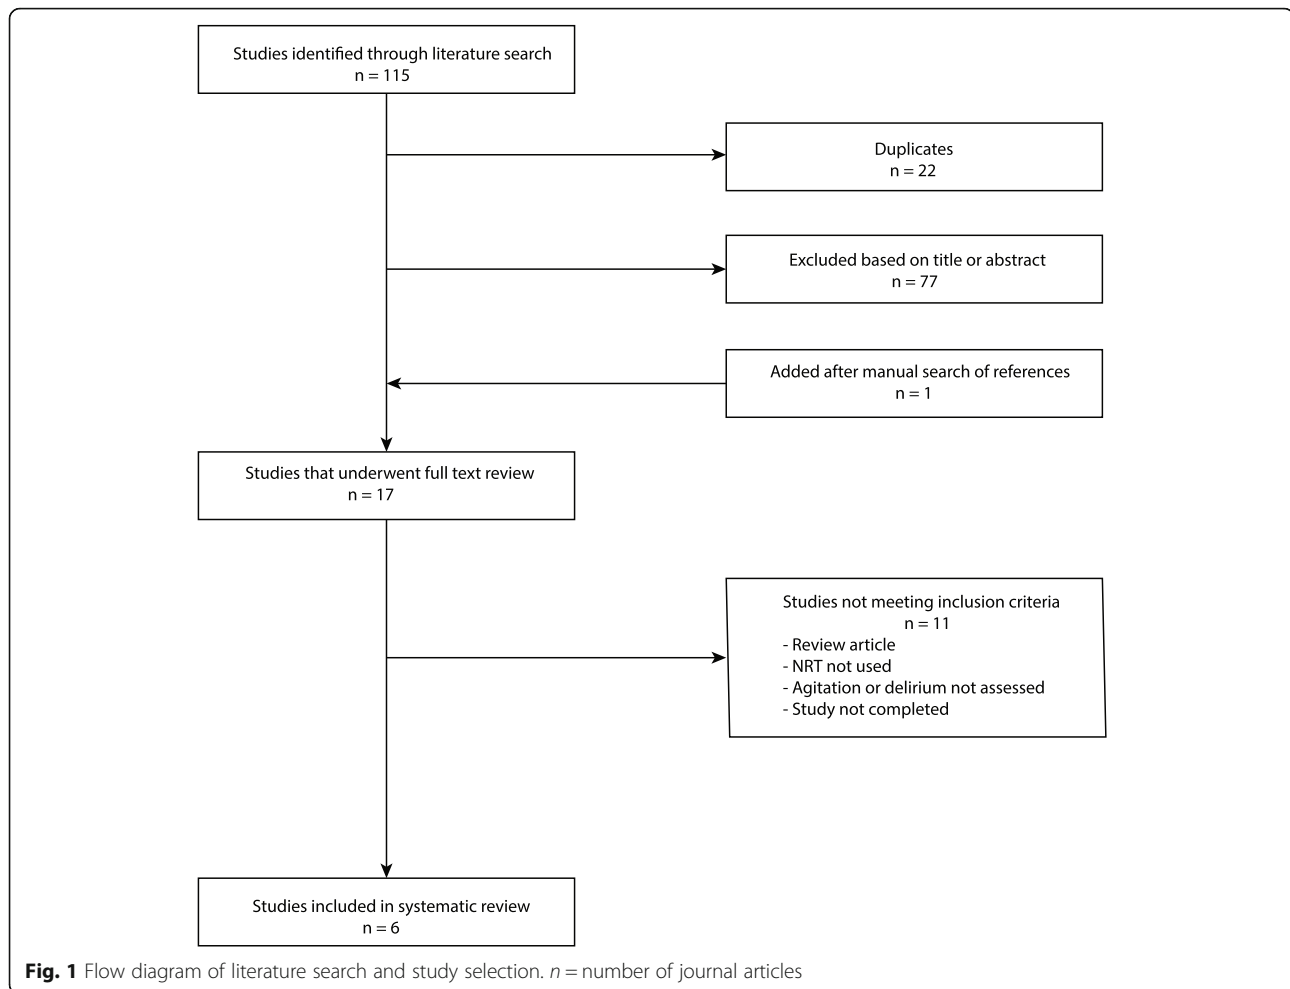 Studies identified through literature search
n = 115
Duplicates
n = 22
Excluded based on title or abstract
n = 77
Added after manual search of references
n = 1
Studies that underwent full text review
n = 17
Studies not meeting inclusion criteria
n = 11
- Review article
- NRT not used
- Agitation or delirium not assessed
- Study not completed
Studies included in systematic review
n = 6
Fig. 1 Flow diagram of literature search and study selection. n = number of journal articles